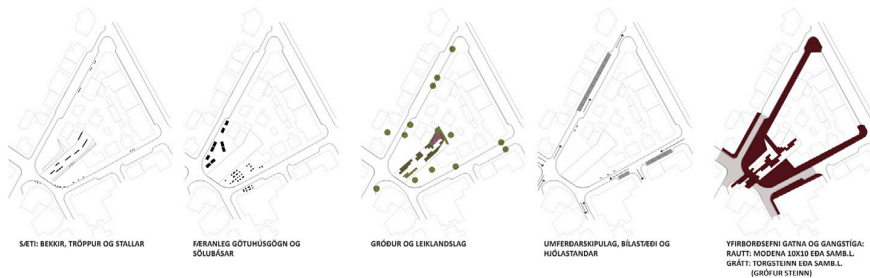 SÆTI: BEKKIR, TRÖPPUR OG STALLAR
FÆRANLEG GÖTUHÚSGÖGN OG
SÖLUBÁSAR
GRÓÐUR OG LEIKLANDSLAG
UMFERÐARSKIPULAG, BÍLASTÆÐI OG
HJÓLASTANDAR
YFIRBORÐSEFNI GATNA OG GANGSTÍGA:
RAUTT: MODENA 10X10 EÐA SAMB.L.
GRÁTT: TORGSTEINN EÐA SAMB.L.
(GRÓFUR STEINN)